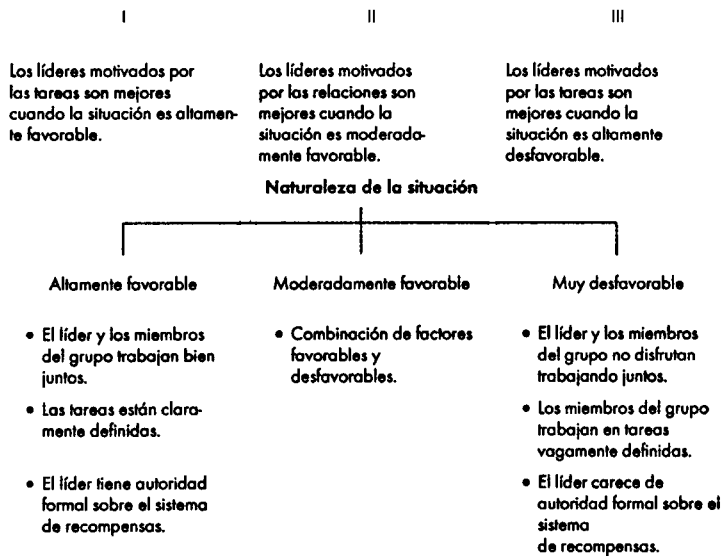 I
II
III
Los líderes motivados por
las tareas son mejores
cuando la situación es altamen-
te favorable.
Los líderes motivados
por las relaciones son
mejores cuando la
situación es moderada-
mente favorable.
Los líderes motivados
por las tareas son
mejores cuando la
situación es altamente
desfavorable.
Naturaleza de la situación
Altamente favorable
Moderadamente favorable
Muy desfavorable
• El líder y los miembros
del grupo trabajan bien
juntos.
• Las tareas están clara-
mente definidas.
• El líder tiene autoridad
formal sobre el sistema
de recompensas.
• Combinación de factores
favorables y
desfavorables.
• El líder y los miembros
del grupo no disfrutan
trabajando juntos.
• Los miembros del grupo
trabajan en tareas
vagamente definidas.
• El líder carece de
autoridad formal sobre el
sistema
de recompensas.